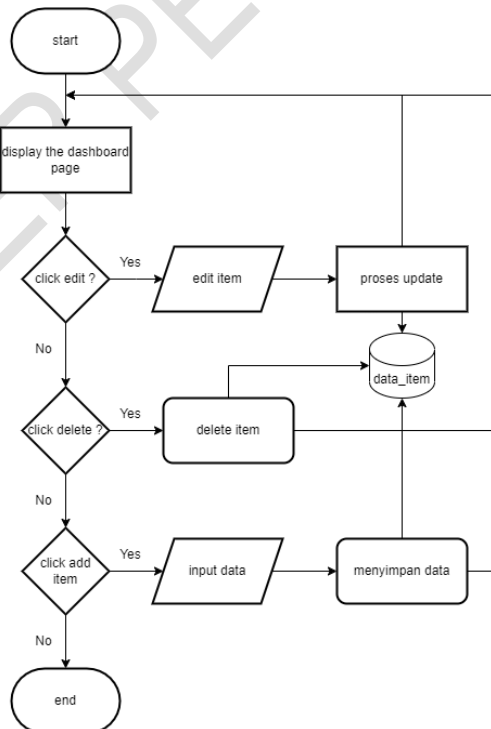 start
display the dashboard
page
click edit ?
Yes
edit item
proses update
No
data_item
click delete ?
Yes
delete item
No
click add
item
Yes
input data
menyimpan data
No
end